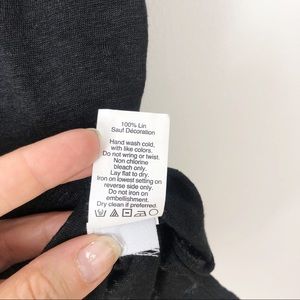 100% Lin
Sauf Décoration
Hand wash cold,
with like colors.
Do not wring or twist.
Non chlorine
bleach only.
Lay flat to dry.
Iron on lowest setting on
reverse side only.
Do not iron on
embellishment.
Dry clean if preferred.